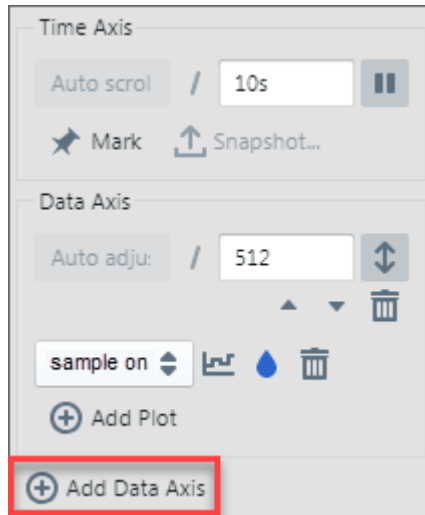 Time Axis
Auto scrol / 10s
Mark Snapshot...
Data Axis
Auto adju: / 512
sample on
Add Plot
Add Data Axis